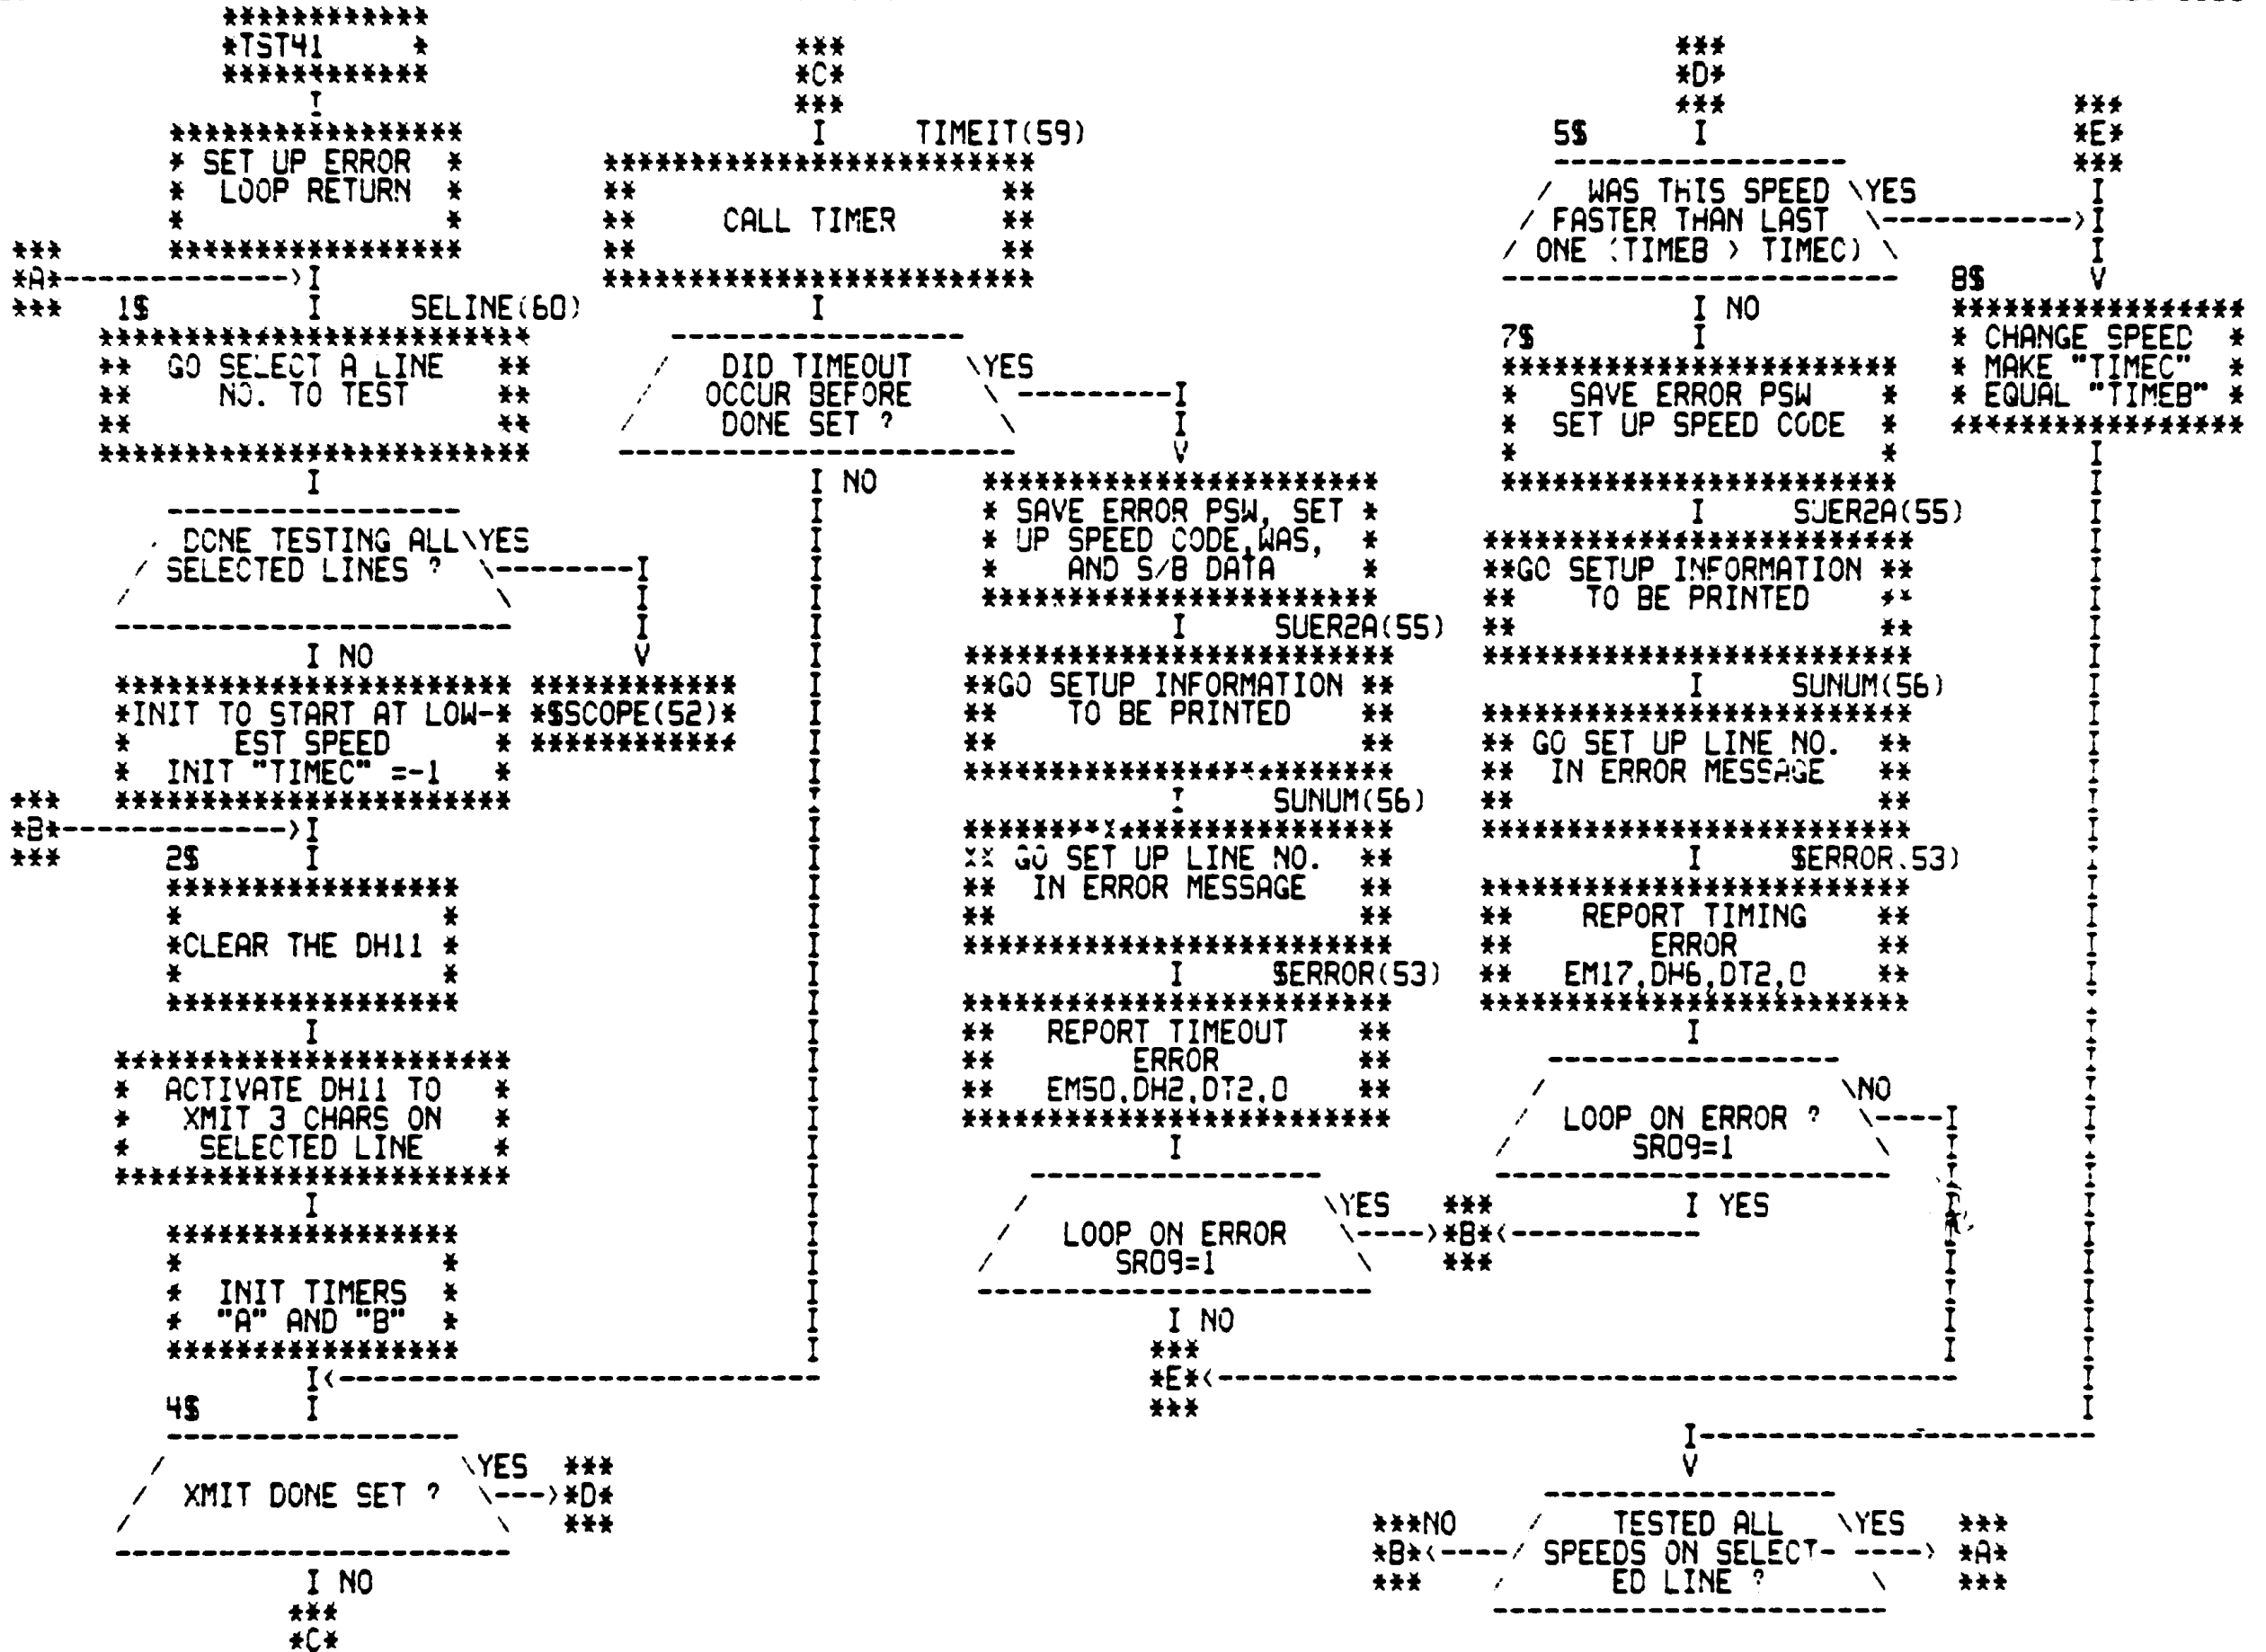 TST41
SET UP ERROR
LOOP RETURN
A
1$ SELINE(60)
GO SELECT A LINE
NO. TO TEST
DONE TESTING ALL YES
SELECTED LINES ?
NO
INIT TO START AT LOW-
EST SPEED
INIT "TIMEC" =-1
$SCOPE(52)
B
2$
CLEAR THE DH11
ACTIVATE DH11 TO
XMIT 3 CHARS ON
SELECTED LINE
INIT TIMERS
"A" AND "B"
4$
XMIT DONE SET ? YES
D
NO
C
C
TIMEIT(59)
CALL TIMER
DID TIMEOUT YES
OCCUR BEFORE
DONE SET ?
NO
SAVE ERROR PSW, SET
UP SPEED CODE,WAS,
AND S/B DATA
SUER2A(55)
GO SETUP INFORMATION
TO BE PRINTED
SUNUM(56)
GO SET UP LINE NO.
IN ERROR MESSAGE
$ERROR(53)
REPORT TIMEOUT
ERROR
EM50,DH2,DT2,0
LOOP ON ERROR YES
SR09=1
B
NO
E
D
5$
WAS THIS SPEED YES
FASTER THAN LAST
ONE (TIMEB > TIMEC)
NO
7$
SAVE ERROR PSW
SET UP SPEED CODE
SUER2A(55)
GO SETUP INFORMATION
TO BE PRINTED
SUNUM(56)
GO SET UP LINE NO.
IN ERROR MESSAGE
$ERROR.53)
REPORT TIMING
ERROR
EM17,DH6,DT2,0
NO
LOOP ON ERROR ?
SR09=1
YES
E
8$
CHANGE SPEED
MAKE "TIMEC"
EQUAL "TIMEB"
NO TESTED ALL YES
B SPEEDS ON SELECT- A
ED LINE ?